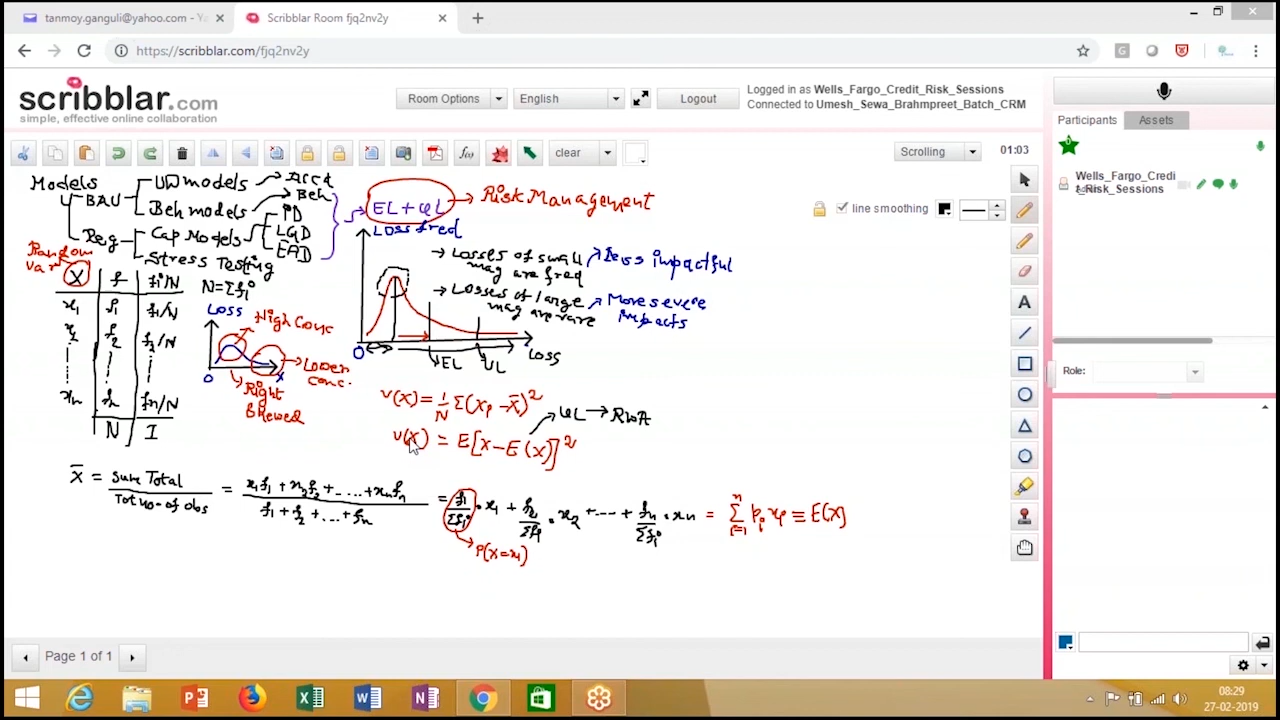 tanmoy.ganguli@yahoo.com - Y
Scribblar Room fjq2nv2y
https://scribblar.com/fjq2nv2y
scribblar.com
simple, effective online collaboration
Room Options
English
Logout
Logged in as Wells_Fargo_Credit_Risk_Sessions
Connected to Umesh_Sewa_Brahmpreet_Batch_CRM
clear
Scrolling
01:03
line smoothing
Participants
Assets
Wells_Fargo_Credi
t_Risk_Sessions
Role:
Models
BAU
UW models
Beh models
Beh
Reg
Cap Models
PD
LGD
EAD
Stress Testing
EL + UL
Risk Management
Random
var
X f fi/N
x1 f1 f1/N
x2 f2 f2/N
xn fn fn/N
N 1
N=Σfi
Loss
High Conc
Lower
conc.
0 X
Right
Skewed
Loss freq
Losses of small
mag are freq
Less impactful
Losses of large
mag are rare
More severe
impacts
0 EL UL Loss
v(X) = 1/N Σ(xi - x̄)²
UL → RWA
v(X) = E[X - E(X)]²
X̄ = Sum Total / Tot no. of obs = x1f1 + x2f2 + .... + xnfn / f1 + f2 + ... + fn = f1/Σfi . x1 + f2/Σfi . x2 + ... + fn/Σfi . xn = Σ i=1 n pi xi ≡ E(X)
P(X=x1)
Page 1 of 1
08:29
27-02-2019